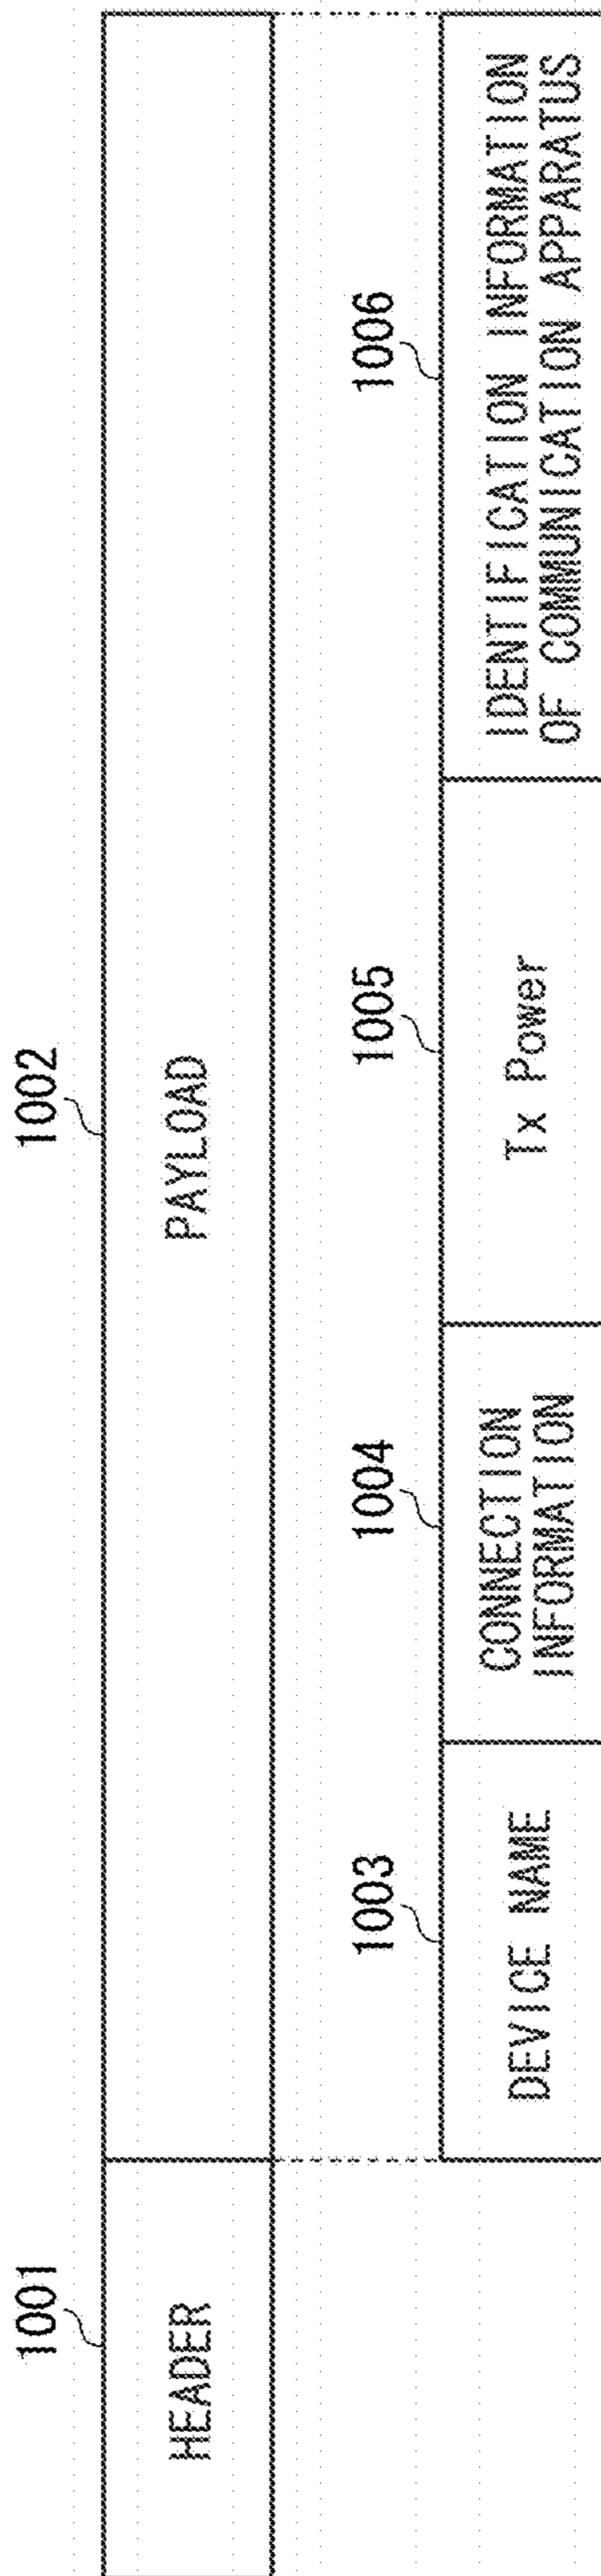 1001
1002
HEADER
PAYLOAD
1003
1004
1005
1006
DEVICE NAME
CONNECTION
INFORMATION
Tx Power
IDENTIFICATION INFORMATION
OF COMMUNICATION APPARATUS